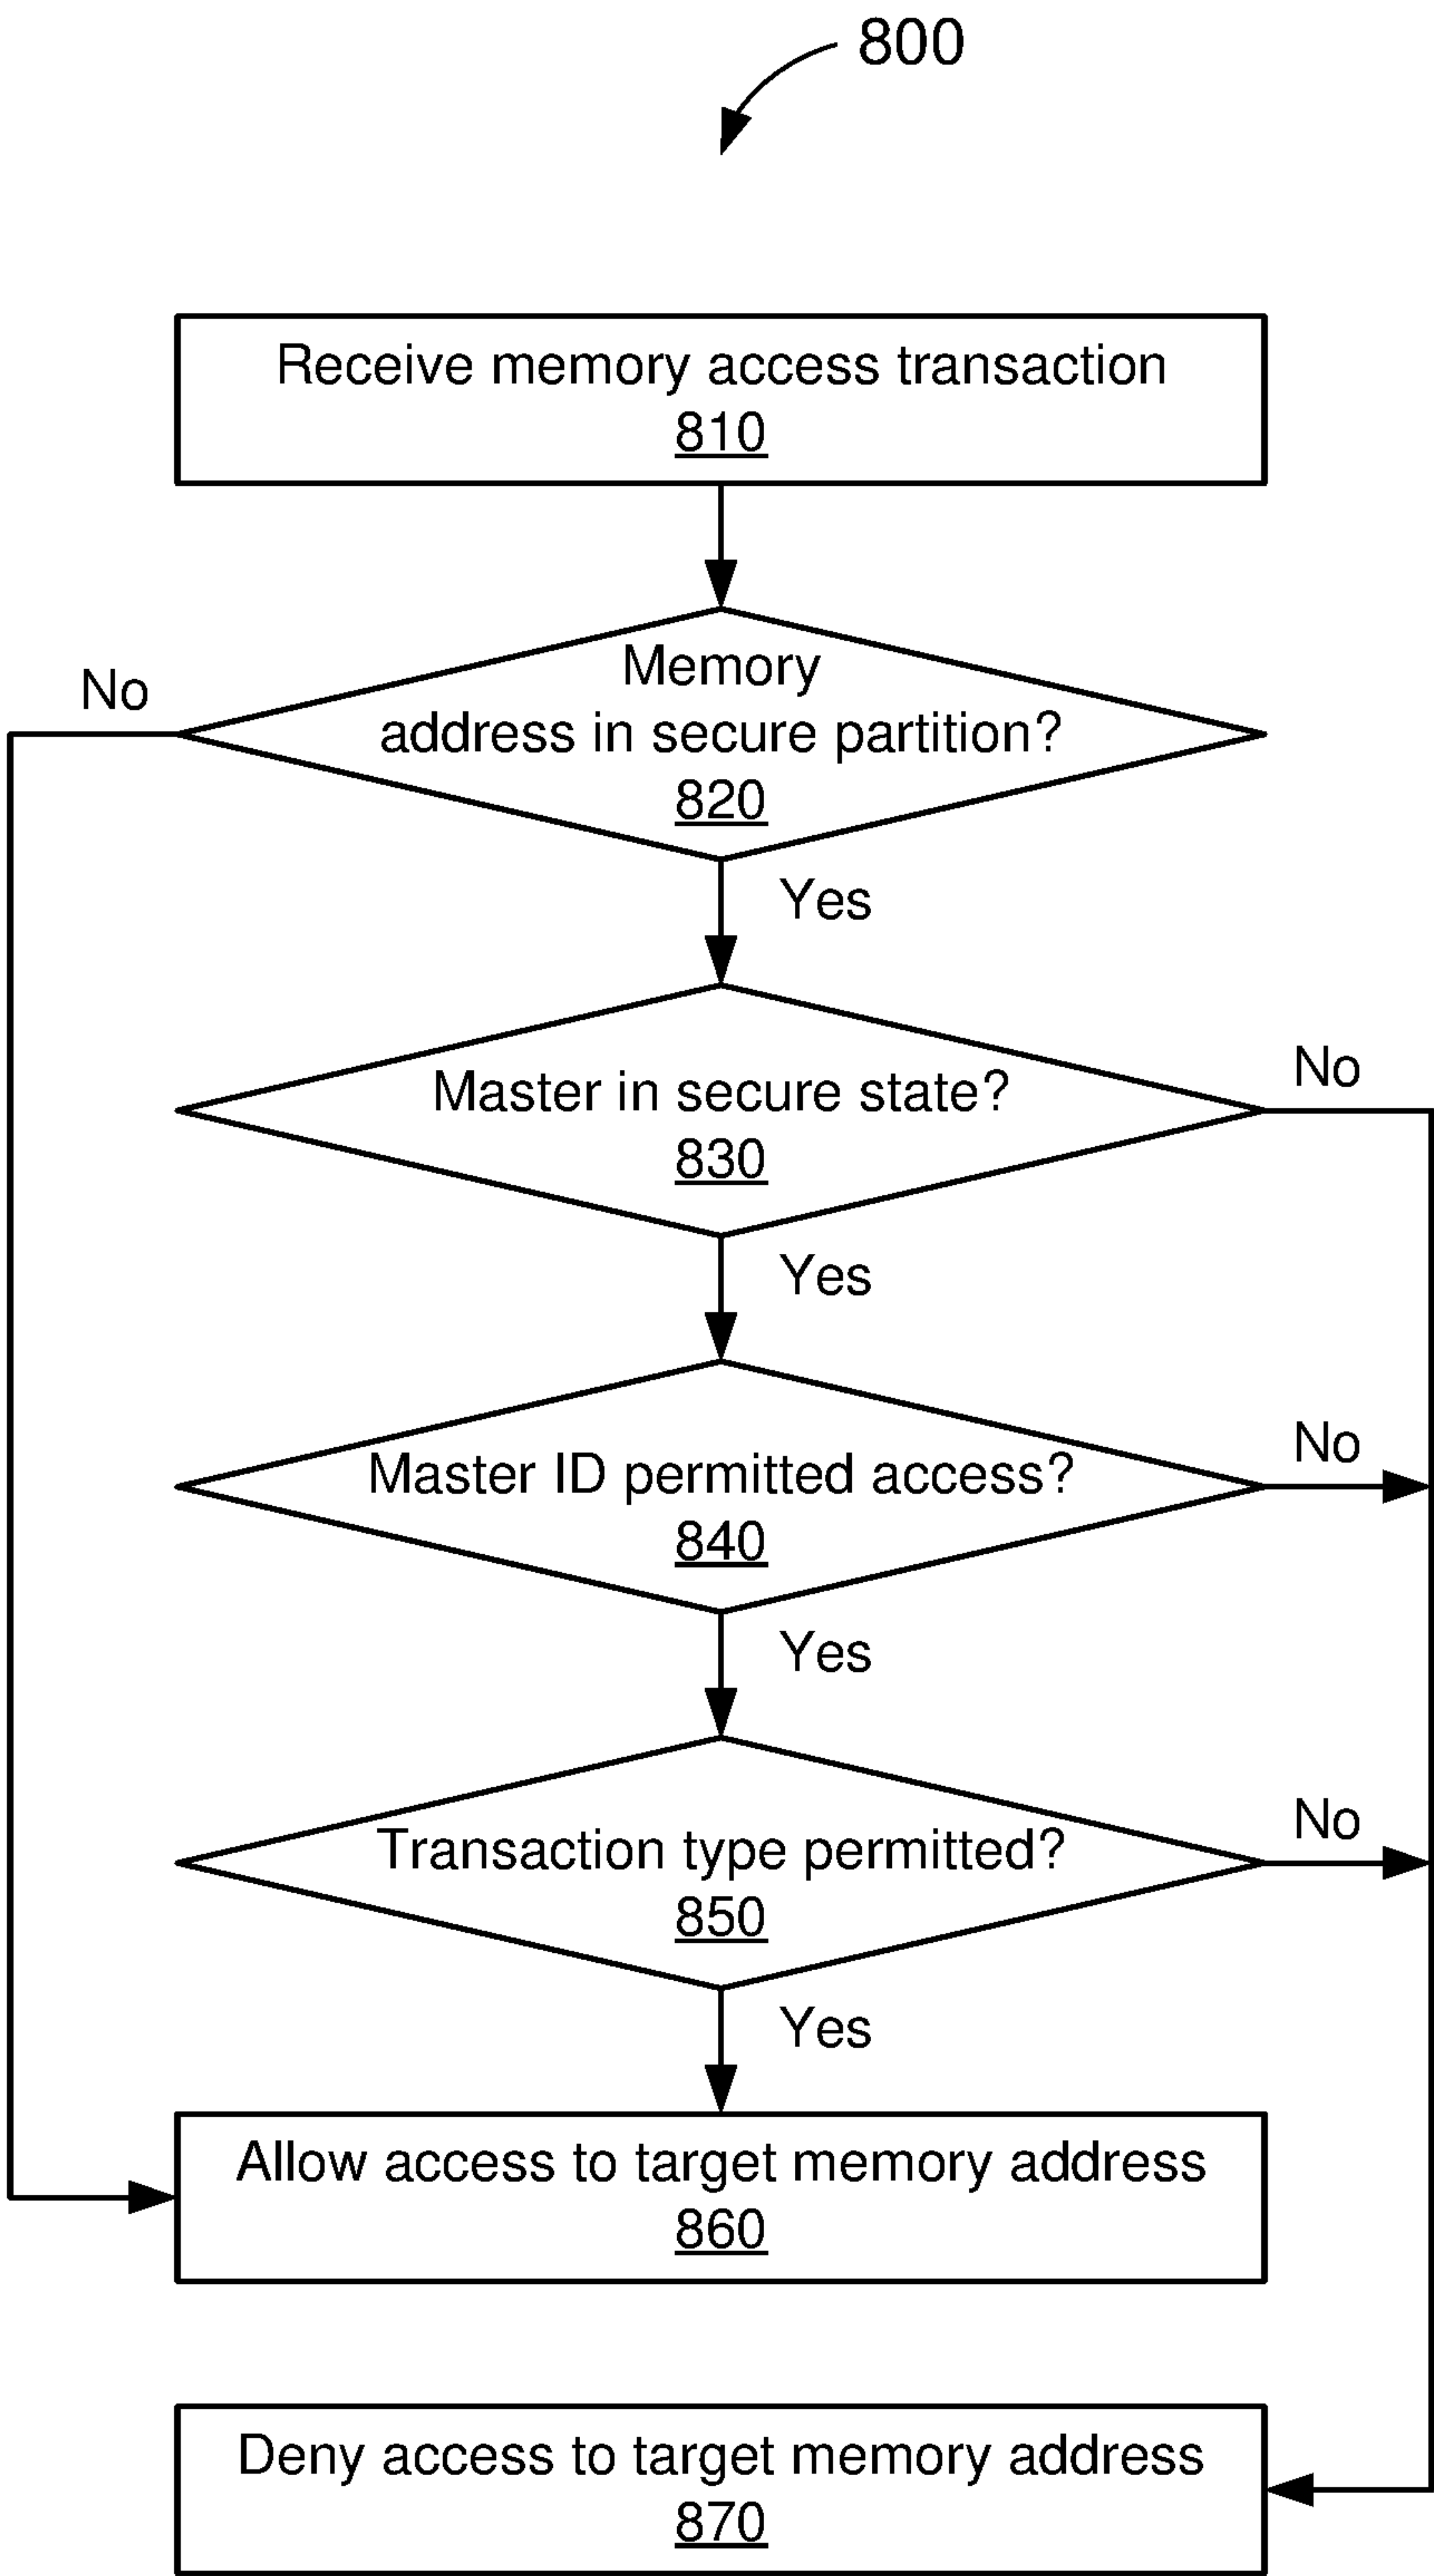 800
Receive memory access transaction
810
Memory
address in secure partition?
820
No
Yes
Master in secure state?
830
No
Yes
Master ID permitted access?
840
No
Yes
Transaction type permitted?
850
No
Yes
Allow access to target memory address
860
Deny access to target memory address
870